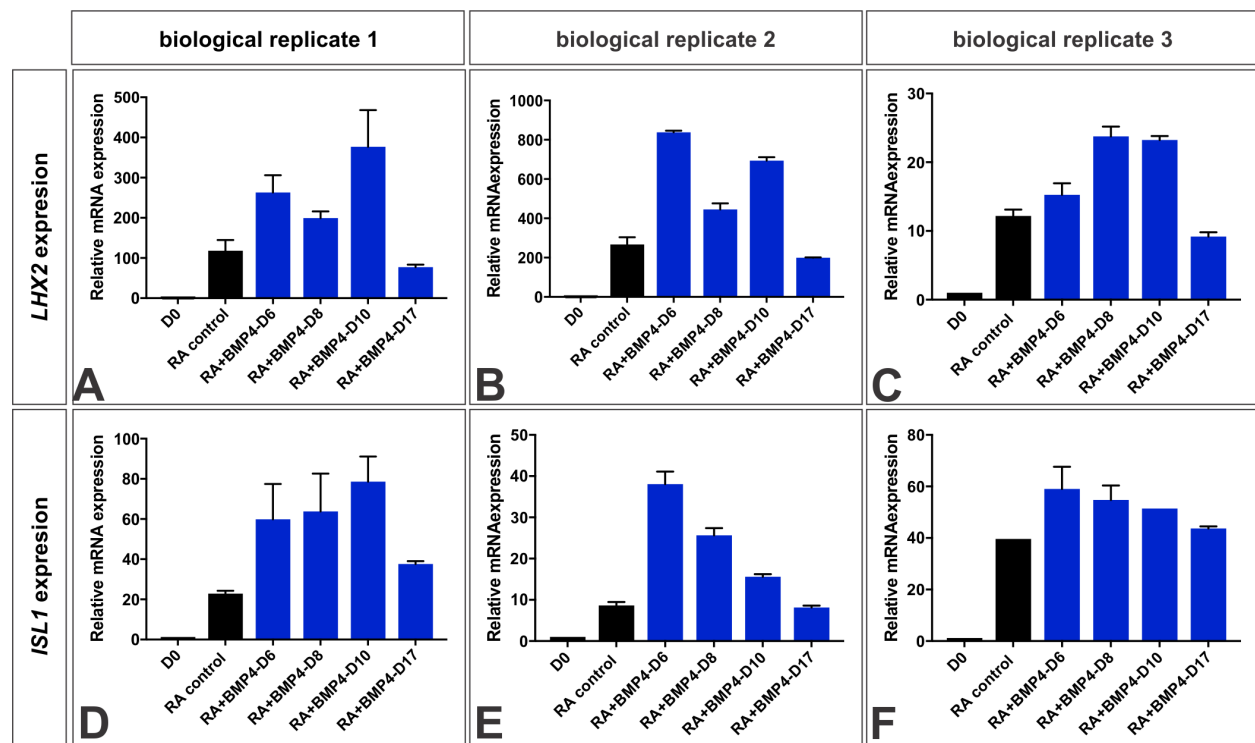 biological replicate 1
biological replicate 2
biological replicate 3
LHX2 expresion
Relative mRNA expression
500
400
300
200
100
0
D0
RA control
RA+BMP4-D6
RA+BMP4-D8
RA+BMP4-D10
RA+BMP4-D17
A
Relative mRNAexpression
1000
800
600
400
200
0
D0
RA control
RA+BMP4-D6
RA+BMP4-D8
RA+BMP4-D10
RA+BMP4-D17
B
Relative mRNAexpression
30
20
10
0
D0
RA control
RA+BMP4-D6
RA+BMP4-D8
RA+BMP4-D10
RA+BMP4-D17
C
ISL1 expresion
Relative mRNA expression
100
80
60
40
20
0
D0
RA control
RA+BMP4-D6
RA+BMP4-D8
RA+BMP4-D10
RA+BMP4-D17
D
Relative mRNAexpression
50
40
30
20
10
0
D0
RA control
RA+BMP4-D6
RA+BMP4-D8
RA+BMP4-D10
RA+BMP4-D17
E
Relative mRNAexpression
80
60
40
20
0
D0
RA control
RA+BMP4-D6
RA+BMP4-D8
RA+BMP4-D10
RA+BMP4-D17
F